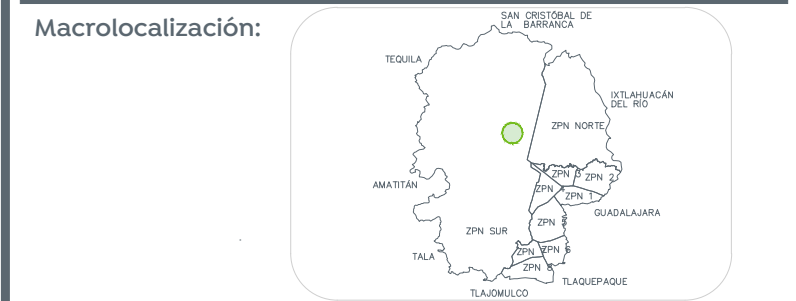 Macrolocalización:
SAN CRISTÓBAL DE
LA BARRANCA
TEQUILA
IXTLAHUACÁN
DEL RÍO
ZPN NORTE
ZPN 3
ZPN 2
AMATITÁN
ZPN 4
ZPN 1
GUADALAJARA
ZPN 5
ZPN SUR
ZPN
ZPN 6
TALA
ZPN 8
TLAQUEPAQUE
TLAJOMULCO